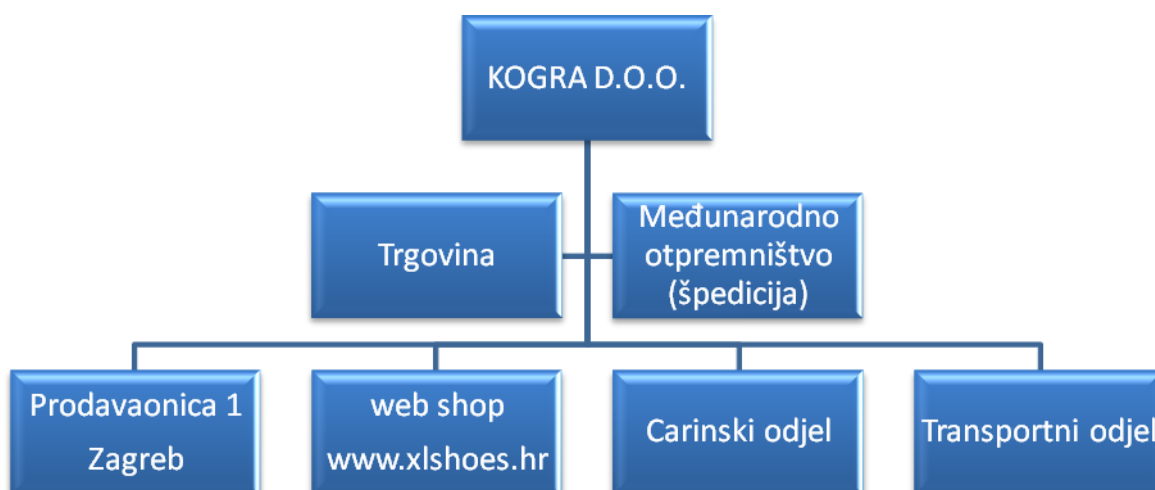 KOGRA D.O.O.
Trgovina
Međunarodno
otpremništvo
(špedicija)
Prodavaonica 1
Zagreb
web shop
www.xlshoes.hr
Carinski odjel
Transportni odjel